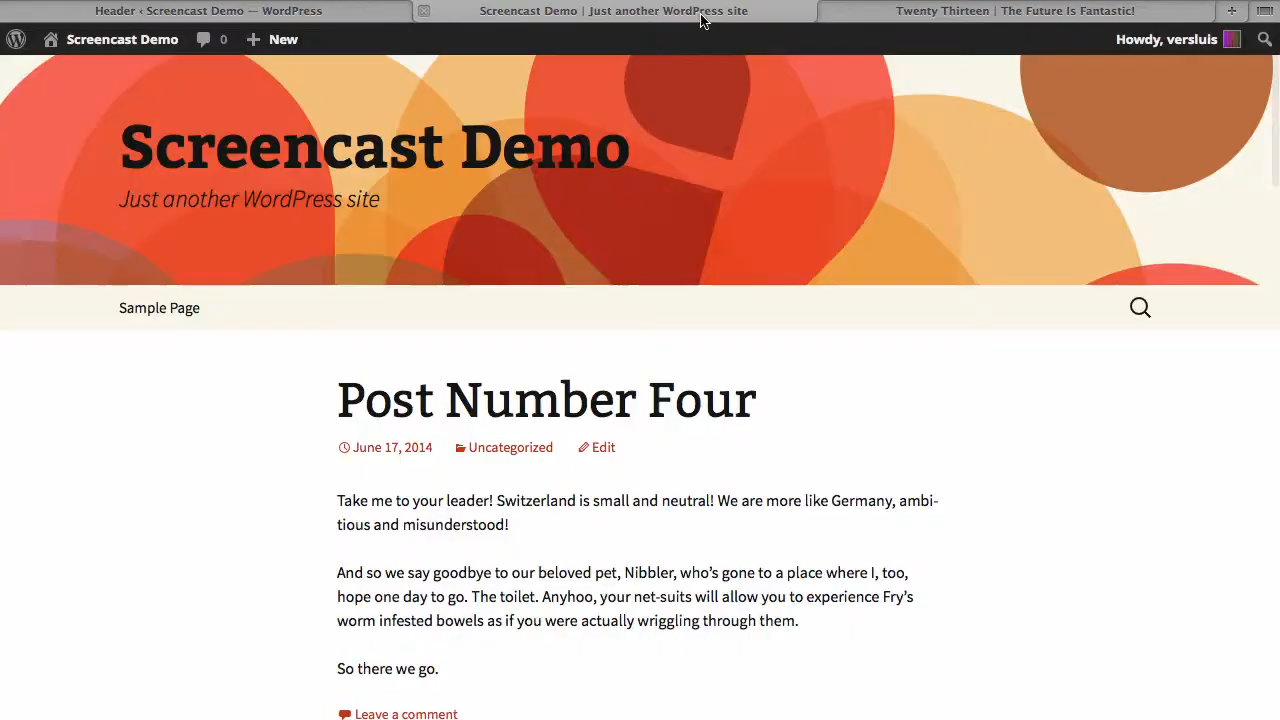 Header ‹ Screencast Demo — WordPress
Screencast Demo | Just another WordPress site
Twenty Thirteen | The Future Is Fantastic!
Screencast Demo
0
New
Howdy, versluis
Screencast Demo
Just another WordPress site
Sample Page
Post Number Four
June 17, 2014 Uncategorized Edit
Take me to your leader! Switzerland is small and neutral! We are more like Germany, ambi-
tious and misunderstood!
And so we say goodbye to our beloved pet, Nibbler, who’s gone to a place where I, too,
hope one day to go. The toilet. Anyhoo, your net-suits will allow you to experience Fry’s
worm infested bowels as if you were actually wriggling through them.
So there we go.
Leave a comment